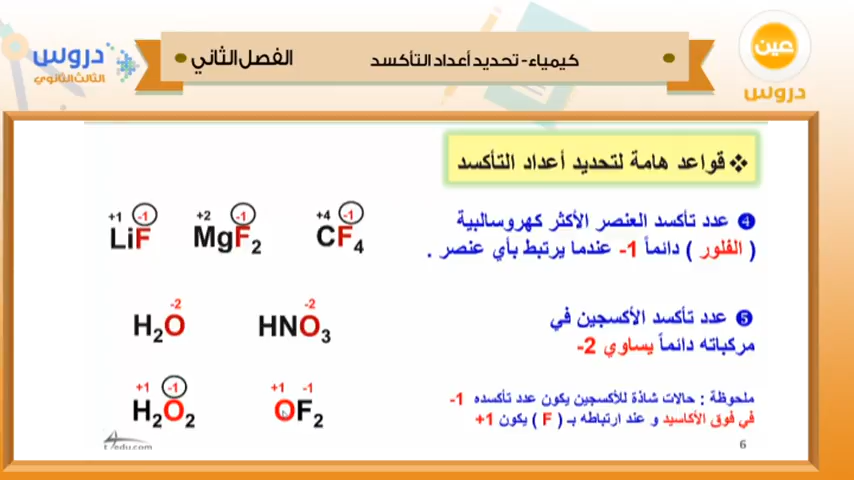 عين
دروس
كيمياء - تحديد أعداد التأكسد
الفصل الثاني
دروس
الثالث الثانوي
❖ قواعد هامة لتحديد أعداد التأكسد
❹ عدد تأكسد العنصر الأكثر كهروسالبية
( الفلور ) دائماً 1- عندما يرتبط بأي عنصر .
+1 -1 +2 -1 +4 -1
LiF MgF2 CF4
❺ عدد تأكسد الأكسجين في
مركباته دائماً يساوي 2-
-2 -2
H2O HNO3
ملحوظة : حالات شاذة للأكسجين يكون عدد تأكسده 1-
في فوق الأكاسيد و عند ارتباطه بـ ( F ) يكون 1+
+1 -1 +1 -1
H2O2 OF2
6